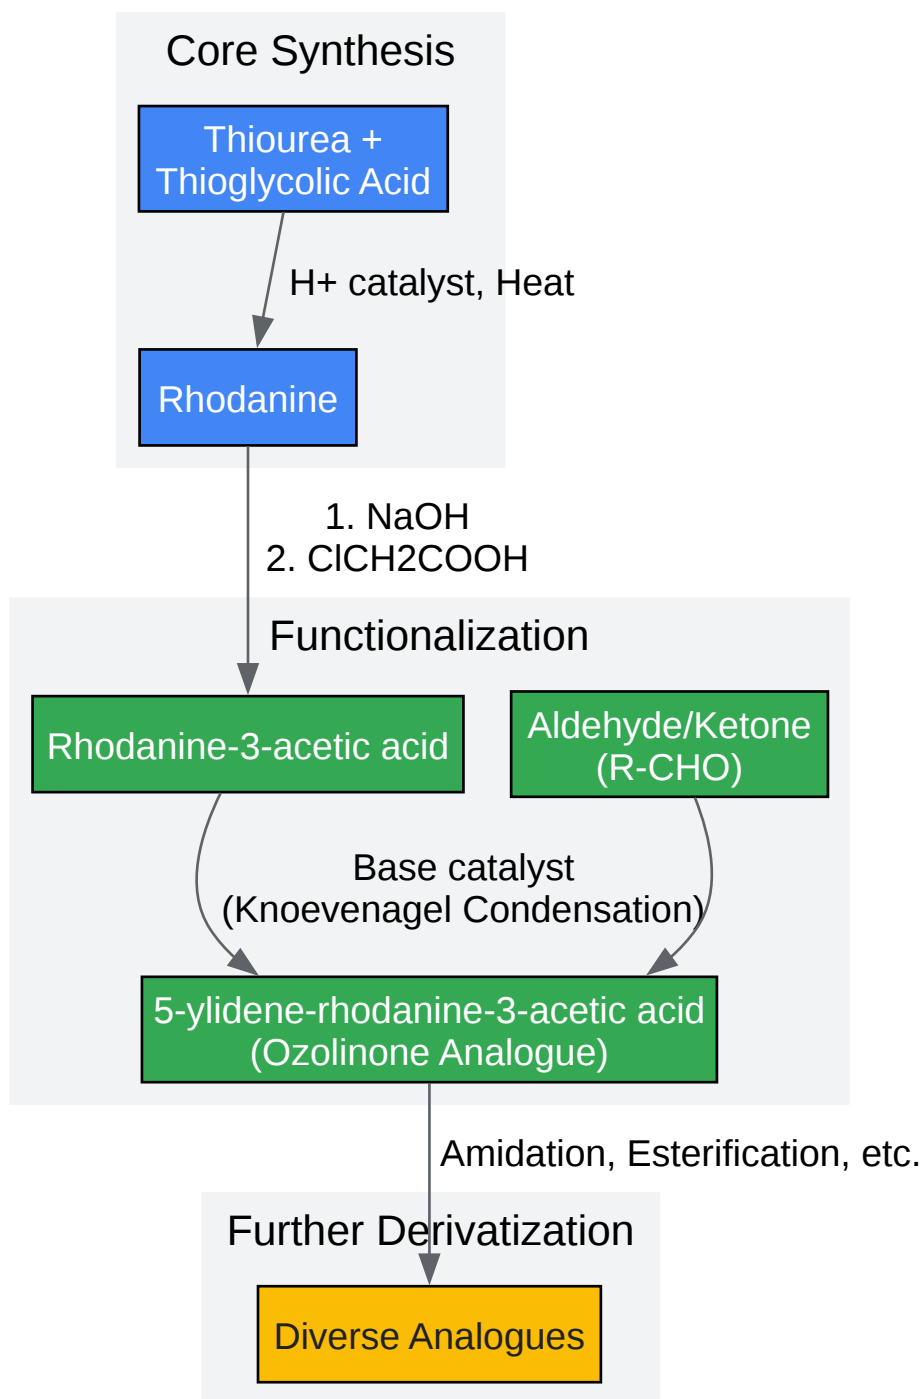 Core Synthesis
Thiourea +
Thioglycolic Acid
H+ catalyst, Heat
Rhodanine
1. NaOH
2. ClCH2COOH
Functionalization
Rhodanine-3-acetic acid
Aldehyde/Ketone
(R-CHO)
Base catalyst
(Knoevenagel Condensation)
5-ylidene-rhodanine-3-acetic acid
(Ozolinone Analogue)
Amidation, Esterification, etc.
Further Derivatization
Diverse Analogues